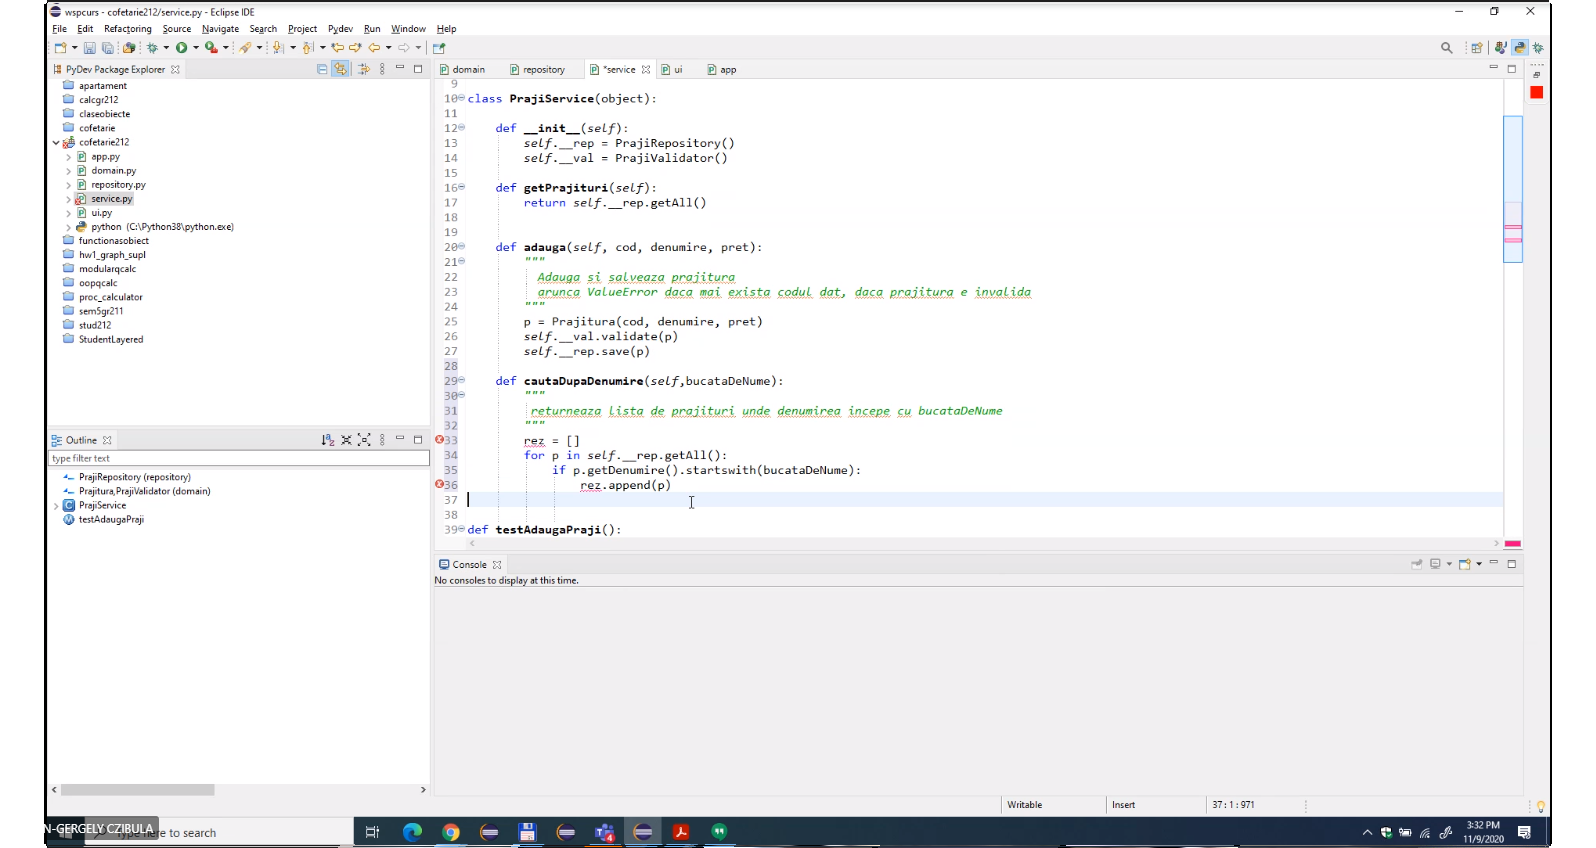 wspcurs - cofetarie212/service.py - Eclipse IDE
File Edit Refactoring Source Navigate Search Project Pydev Run Window Help
PyDev Package Explorer
apartament
calcgr212
claseobiecte
cofetarie
cofetarie212
app.py
domain.py
repository.py
service.py
ui.py
python (C:\Python38\python.exe)
functionasobiect
hw1_graph_supl
modularqcalc
oopqcalc
proc_calculator
sem5gr211
stud212
StudentLayered
Outline
type filter text
PrajiRepository (repository)
Prajitura,PrajiValidator (domain)
PrajiService
testAdaugaPraji
domain repository *service ui app
9
10 class PrajiService(object):
11
12 def __init__(self):
13 self.__rep = PrajiRepository()
14 self.__val = PrajiValidator()
15
16 def getPrajituri(self):
17 return self.__rep.getAll()
18
19
20 def adauga(self, cod, denumire, pret):
21 """
22 Adauga si salveaza prajitura
23 arunca ValueError daca mai exista codul dat, daca prajitura e invalida
24 """
25 p = Prajitura(cod, denumire, pret)
26 self.__val.validate(p)
27 self.__rep.save(p)
28
29 def cautaDupaDenumire(self,bucataDeNume):
30 """
31 returneaza lista de prajituri unde denumirea incepe cu bucataDeNume
32 """
33 rez = []
34 for p in self.__rep.getAll():
35 if p.getDenumire().startswith(bucataDeNume):
36 rez.append(p)
37
38
39 def testAdaugaPraji():
Console
No consoles to display at this time.
Writable Insert 37 : 1 : 971
N-GERGELY CZIBULA
Type here to search
4
3:32 PM
11/9/2020